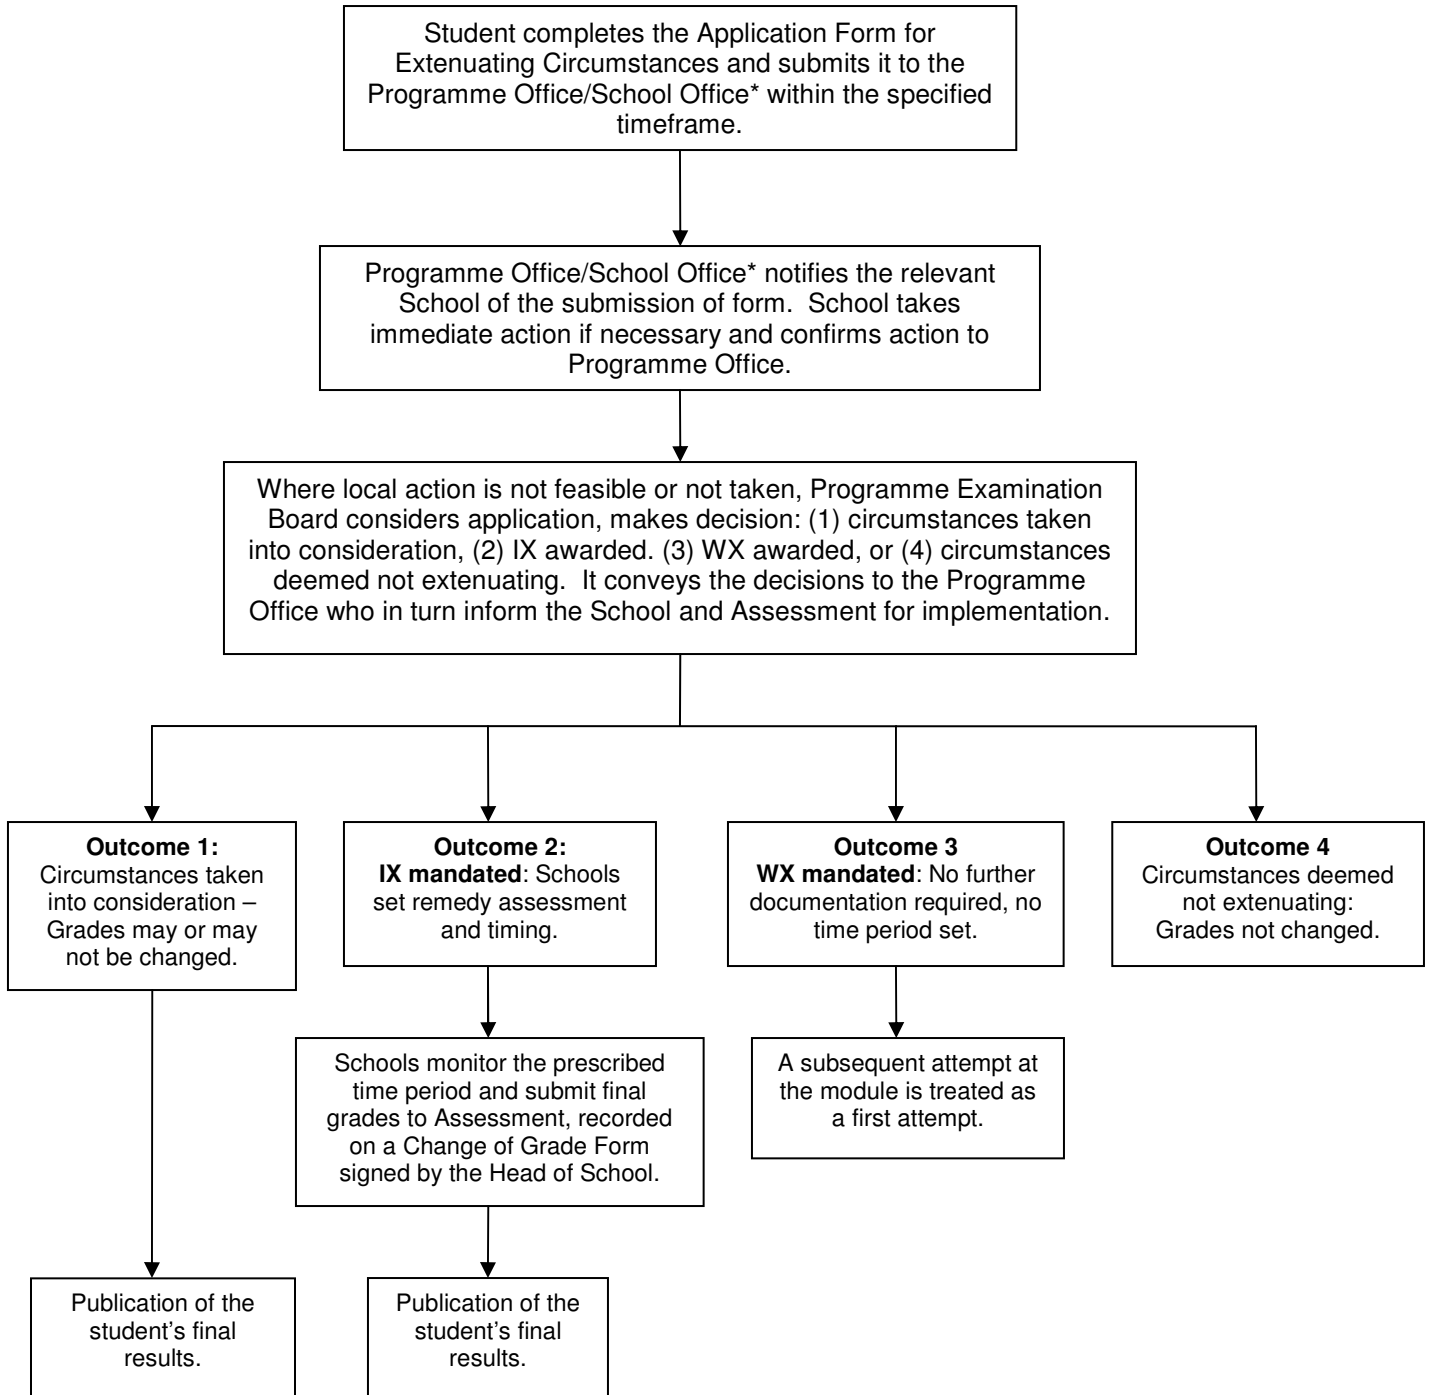 Student completes the Application Form for
Extenuating Circumstances and submits it to the
Programme Office/School Office* within the specified
timeframe.
Programme Office/School Office* notifies the relevant
School of the submission of form.  School takes
immediate action if necessary and confirms action to
Programme Office.
Where local action is not feasible or not taken, Programme Examination
Board considers application, makes decision: (1) circumstances taken
into consideration, (2) IX awarded. (3) WX awarded, or (4) circumstances
deemed not extenuating.  It conveys the decisions to the Programme
Office who in turn inform the School and Assessment for implementation.
Outcome 1:
Circumstances taken
into consideration –
Grades may or may
not be changed.
Outcome 2:
IX mandated: Schools
set remedy assessment
and timing.
Outcome 3
WX mandated: No further
documentation required, no
time period set.
Outcome 4
Circumstances deemed
not extenuating:
Grades not changed.
Schools monitor the prescribed
time period and submit final
grades to Assessment, recorded
on a Change of Grade Form
signed by the Head of School.
A subsequent attempt at
the module is treated as
a first attempt.
Publication of the
student’s final
results.
Publication of the
student’s final
results.